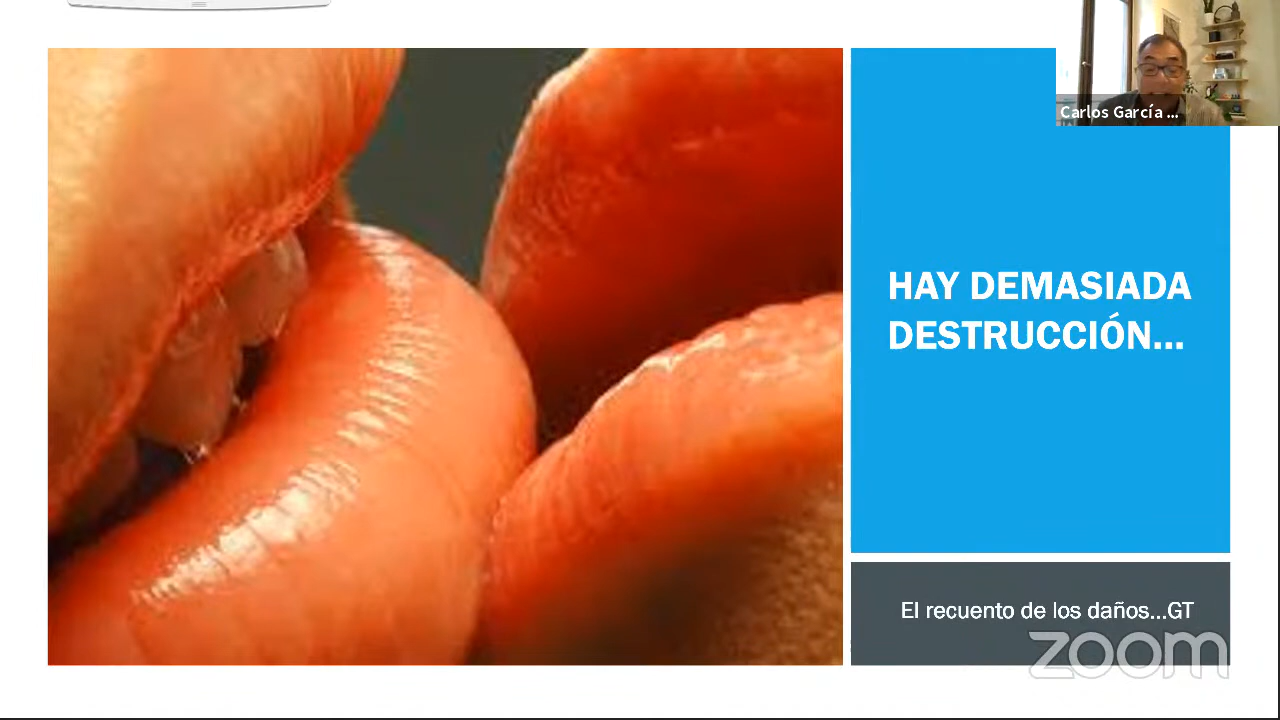 Carlos García ...
HAY DEMASIADA
DESTRUCCIÓN...
El recuento de los daños...GT
zoom